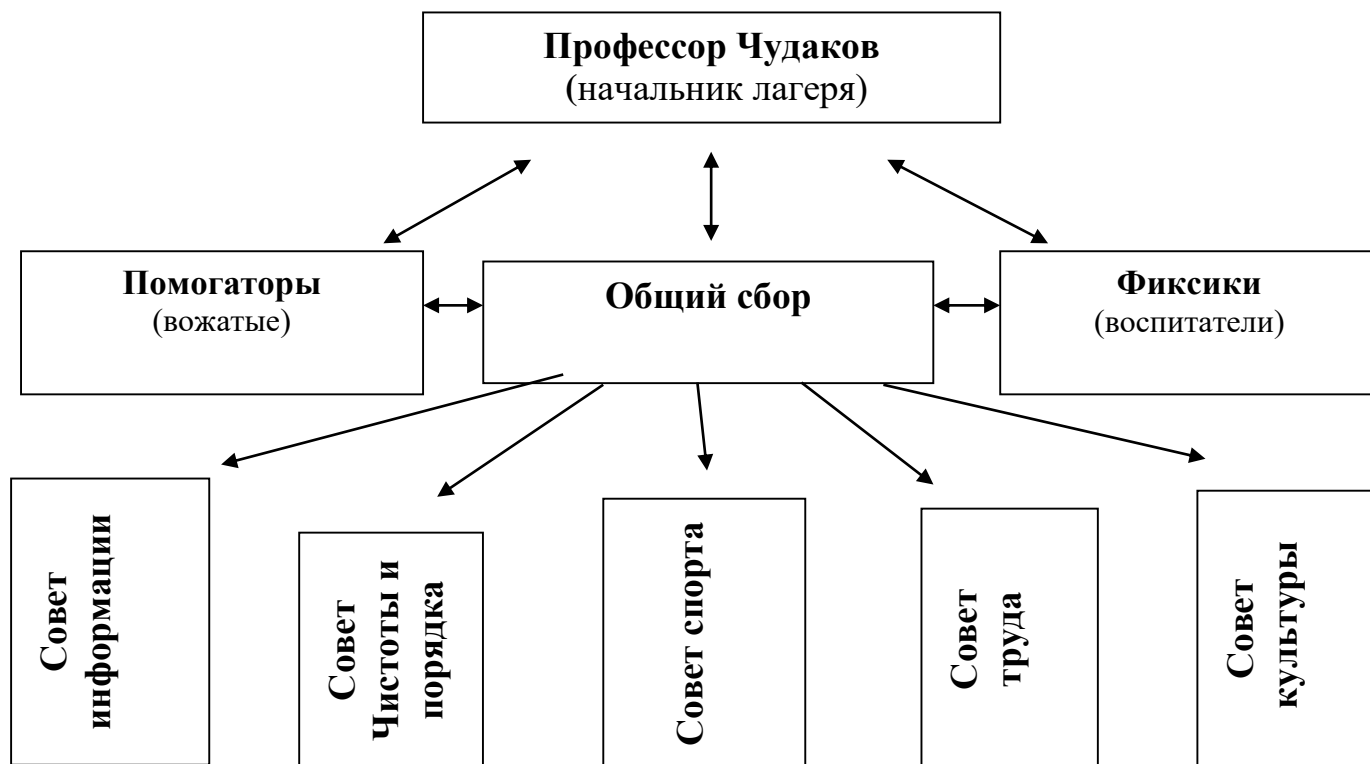 Профессор Чудаков
(начальник лагеря)
Помогаторы
(вожатые)
Общий сбор
Фиксики
(воспитатели)
Совет
информации
Совет
Чистоты и
порядка
Совет спорта
Совет
труда
Совет
культуры